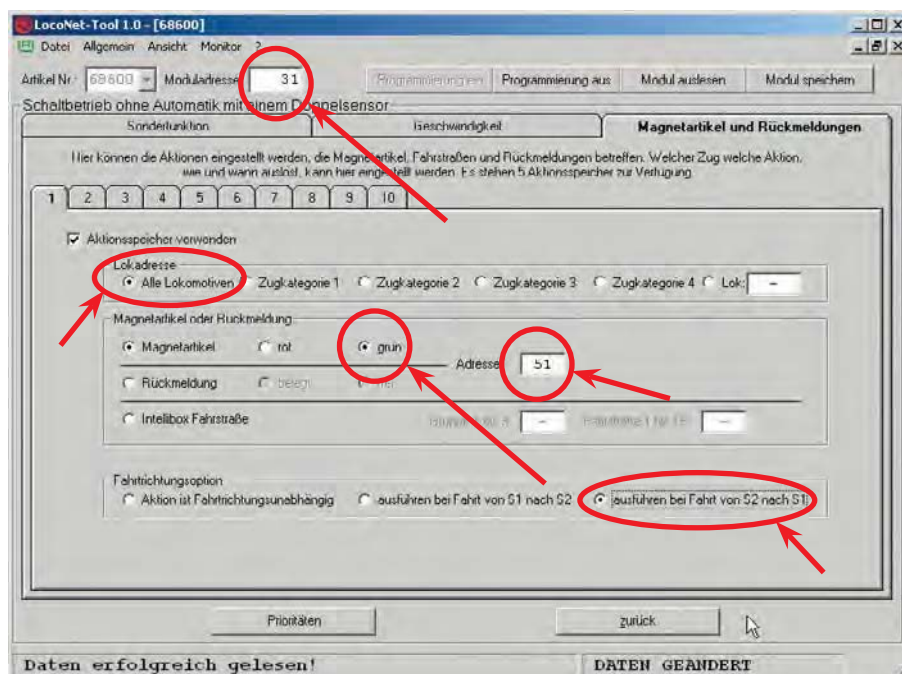 LocoNet-Tool 1.0 - [68600]
Datei Allgemein Ansicht Monitor ?
Artikel Nr.: 68600 Moduladresse 31 Programmierung ein Programmierung aus Modul auslesen Modul speichern
Schaltbetrieb ohne Automatik mit einem Doppelsensor
Sonderfunktion Geschwindigkeit Magnetartikel und Rückmeldungen
Hier können die Aktionen eingestellt werden, die Magnetartikel, Fahrstraßen und Rückmeldungen betreffen. Welcher Zug welche Aktion,
wie und wann auslöst, kann hier eingestellt werden. Es stehen 5 Aktionsspeicher zur Verfügung.
1 2 3 4 5 6 7 8 9 10
Aktionsspeicher verwenden
Lokadresse
Alle Lokomotiven Zugkategorie 1 Zugkategorie 2 Zugkategorie 3 Zugkategorie 4 Lok: -
Magnetartikel oder Rückmeldung
Magnetartikel rot grün
Adresse 51
Rückmeldung belegt frei
Intellibox Fahrstraße - --
Fahrtrichtungsoption
Aktion ist Fahrtrichtungsunabhängig ausführen bei Fahrt von S1 nach S2 ausführen bei Fahrt von S2 nach S1
Prioritäten zurück
Daten erfolgreich gelesen! DATEN GEÄNDERT